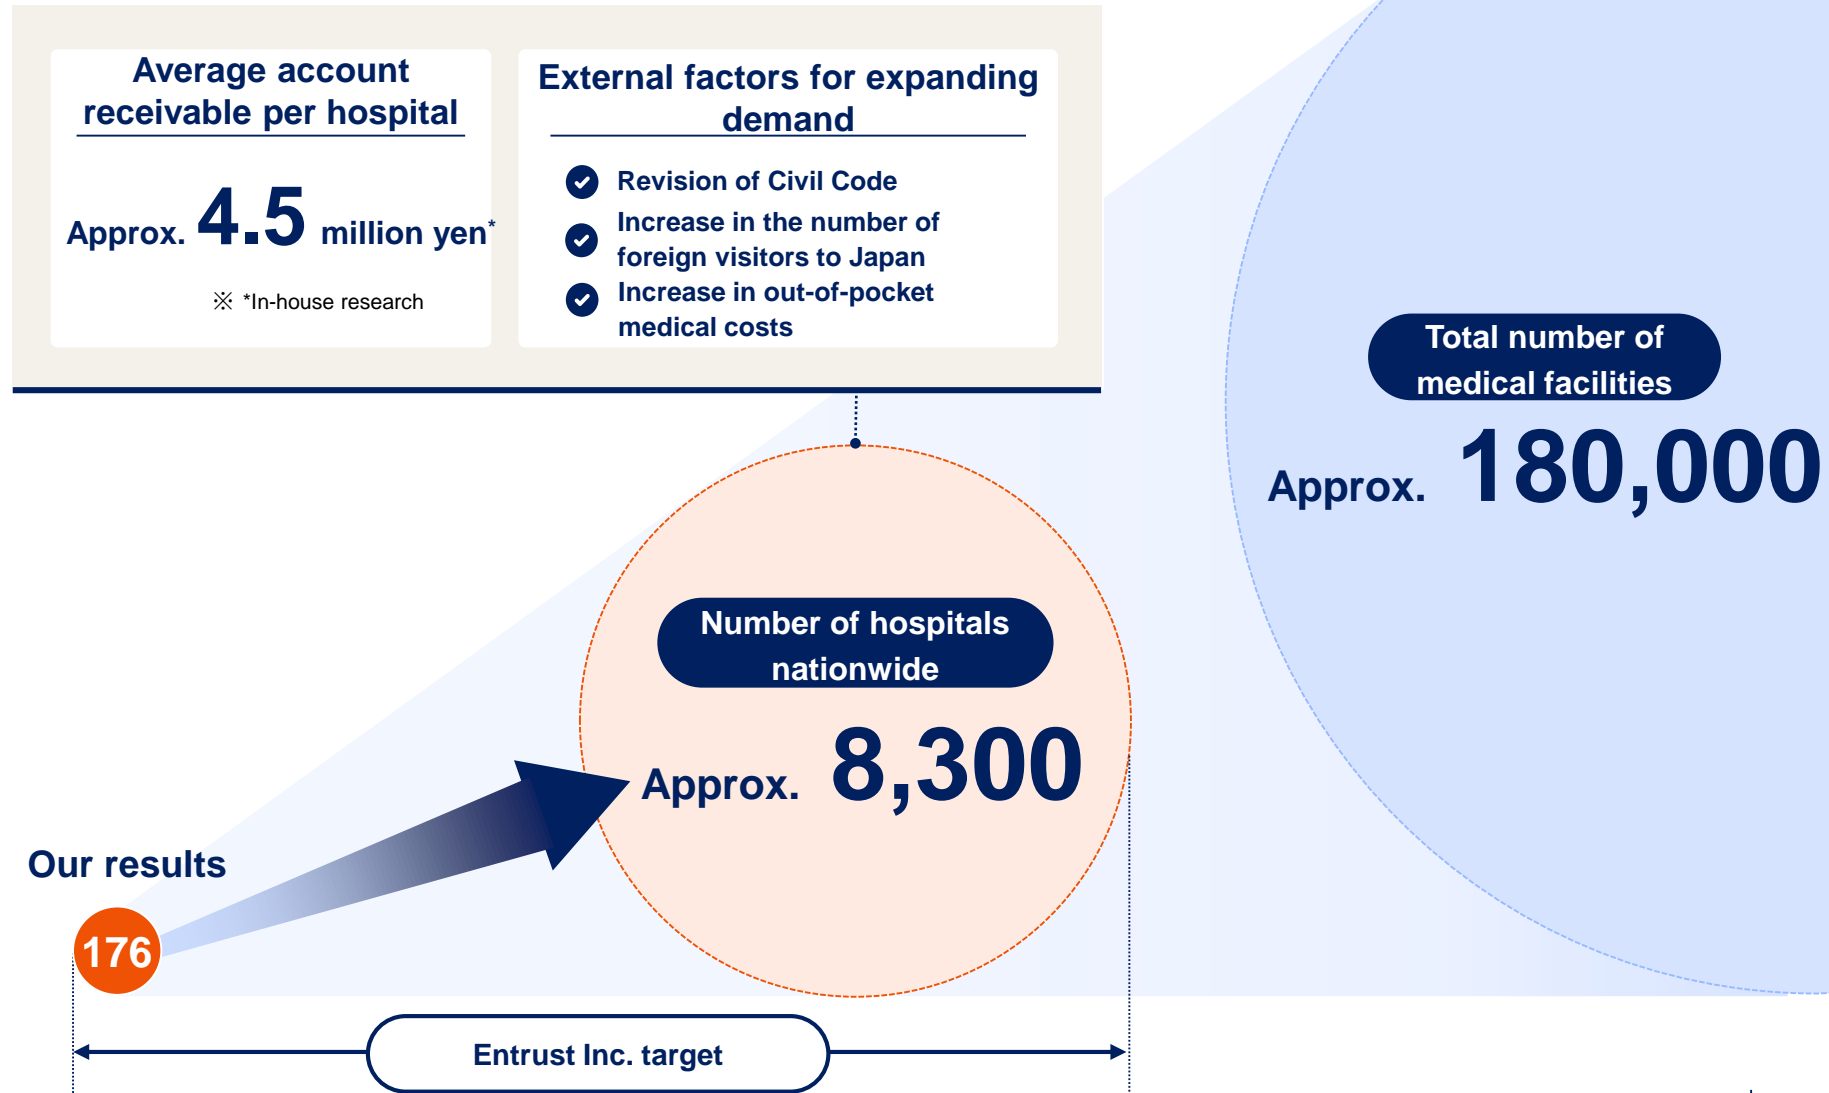 Average account
receivable per hospital
Approx. 4.5 million yen*
※ *In-house research
External factors for expanding
demand
Revision of Civil Code
Increase in the number of
foreign visitors to Japan
Increase in out-of-pocket
medical costs
Total number of
medical facilities
Approx. 180,000
Number of hospitals
nationwide
Approx. 8,300
Our results
176
Entrust Inc. target